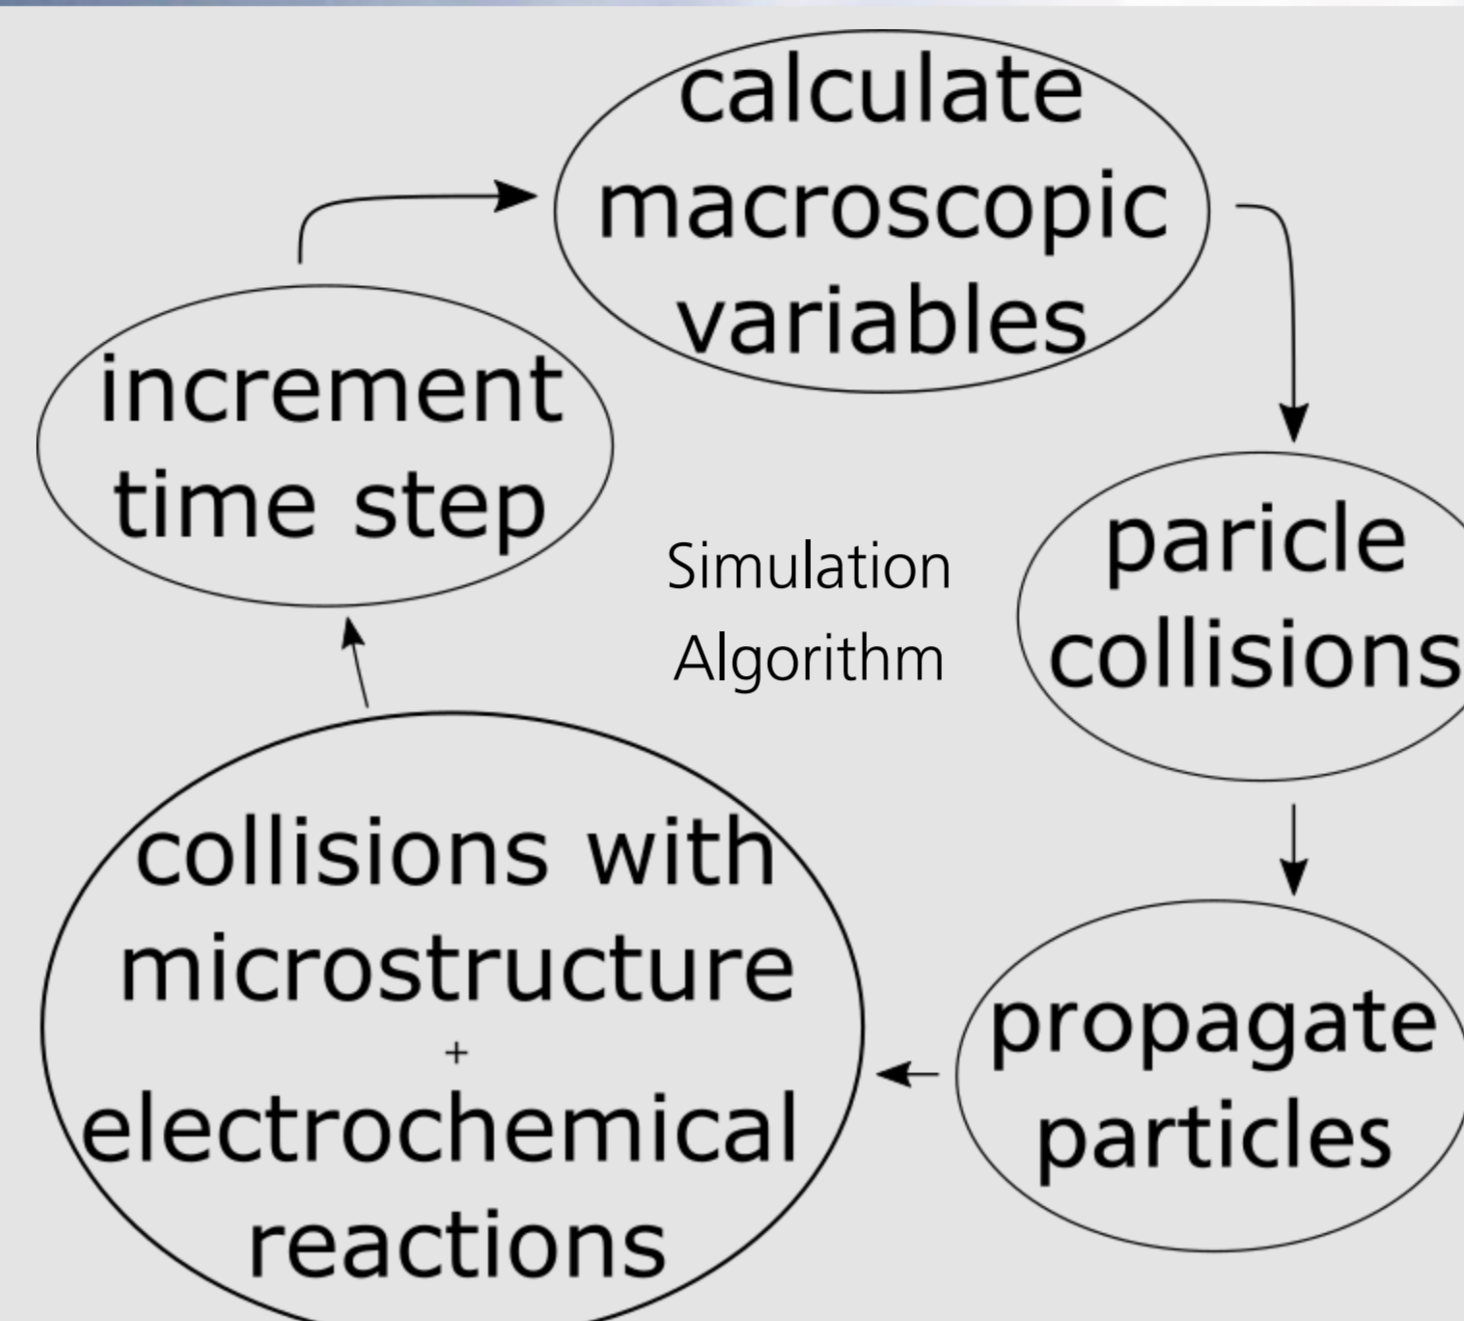 calculate
macroscopic
variables
increment
time step
paricle
collisions
Simulation
Algorithm
collisions with
microstructure
+
electrochemical
reactions
propagate
particles